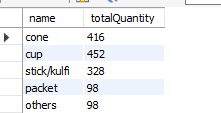 name totalQuantity
cone 416
cup 452
stick/kulfi 328
packet 98
others 98